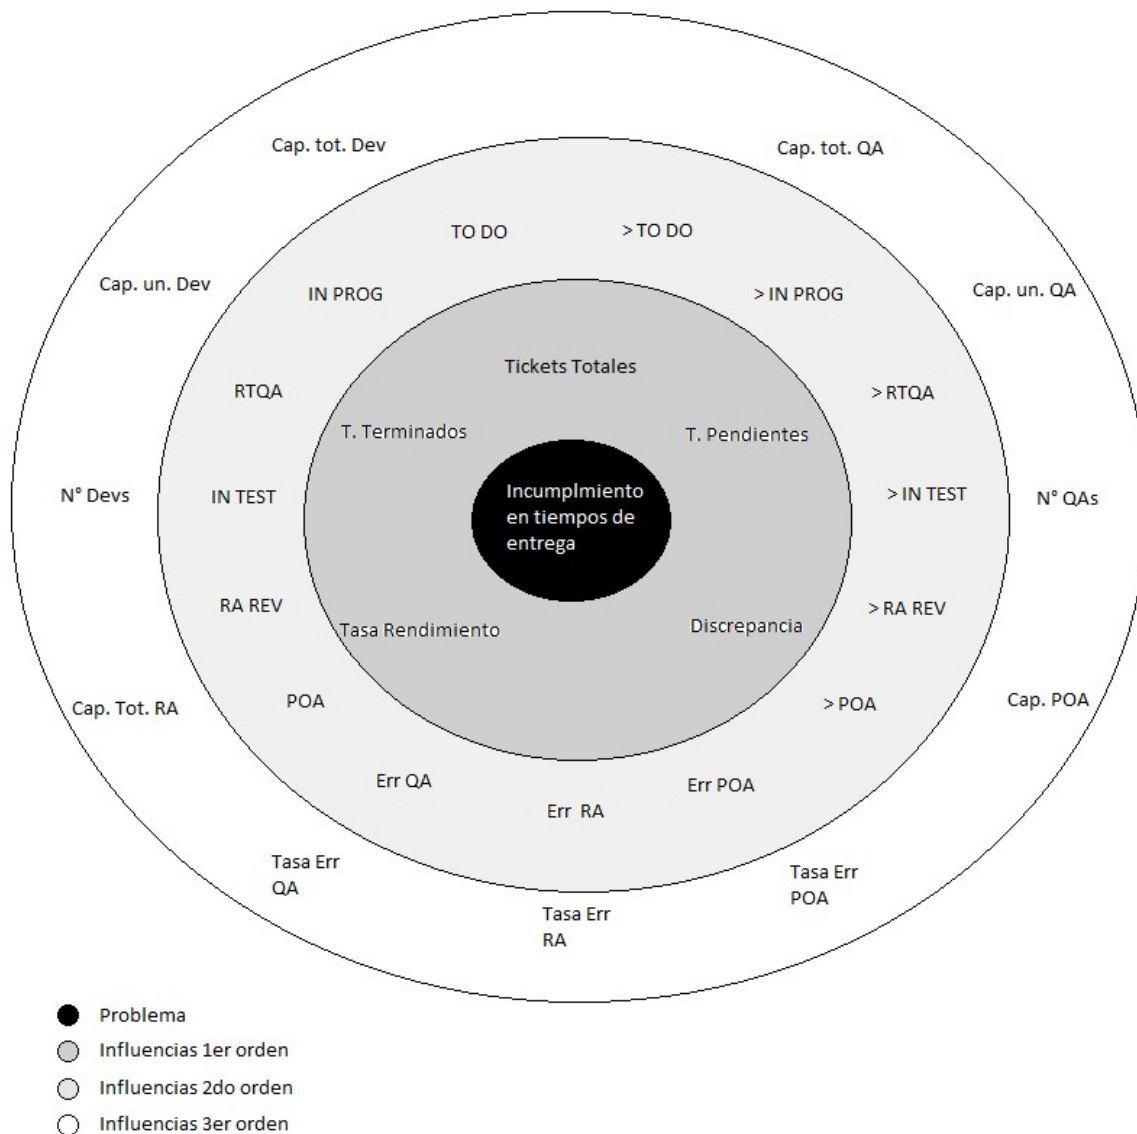 Cap. tot. Dev
Cap. tot. QA
TO DO
> TO DO
Cap. un. Dev
IN PROG
> IN PROG
Cap. un. QA
Tickets Totales
RTQA
> RTQA
T. Terminados
T. Pendientes
N° Devs
IN TEST
Incumplmiento
en tiempos de
entrega
> IN TEST
N° QAs
RA REV
> RA REV
Tasa Rendimiento
Discrepancia
Cap. Tot. RA
POA
> POA
Cap. POA
Err QA
Err RA
Err POA
Tasa Err
QA
Tasa Err
RA
Tasa Err
POA
Problema
Influencias 1er orden
Influencias 2do orden
Influencias 3er orden